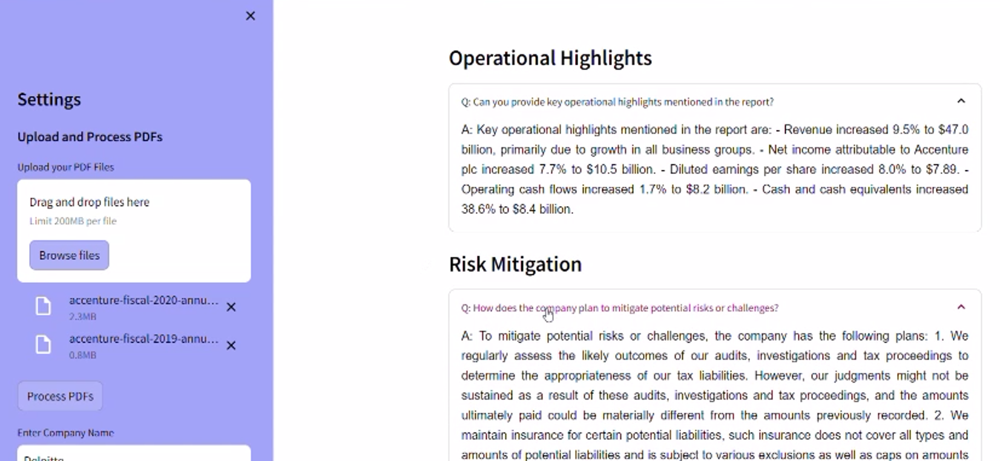 Settings
Upload and Process PDFs
Upload your PDF Files
Drag and drop files here
Limit 200MB per file
Browse files
accenture-fiscal-2020-annu...
2.3MB
accenture-fiscal-2019-annu...
0.8MB
Process PDFs
Enter Company Name
Deloitte
Operational Highlights
Q: Can you provide key operational highlights mentioned in the report?
A: Key operational highlights mentioned in the report are: - Revenue increased 9.5% to $47.0
billion, primarily due to growth in all business groups. - Net income attributable to Accenture
plc increased 7.7% to $10.5 billion. - Diluted earnings per share increased 8.0% to $7.89. -
Operating cash flows increased 1.7% to $8.2 billion. - Cash and cash equivalents increased
38.6% to $8.4 billion.
Risk Mitigation
Q: How does the company plan to mitigate potential risks or challenges?
A: To mitigate potential risks or challenges, the company has the following plans: 1. We
regularly assess the likely outcomes of our audits, investigations and tax proceedings to
determine the appropriateness of our tax liabilities. However, our judgments might not be
sustained as a result of these audits, investigations and tax proceedings, and the amounts
ultimately paid could be materially different from the amounts previously recorded. 2. We
maintain insurance for certain potential liabilities, such insurance does not cover all types and
amounts of potential liabilities and is subject to various exclusions as well as caps on amounts